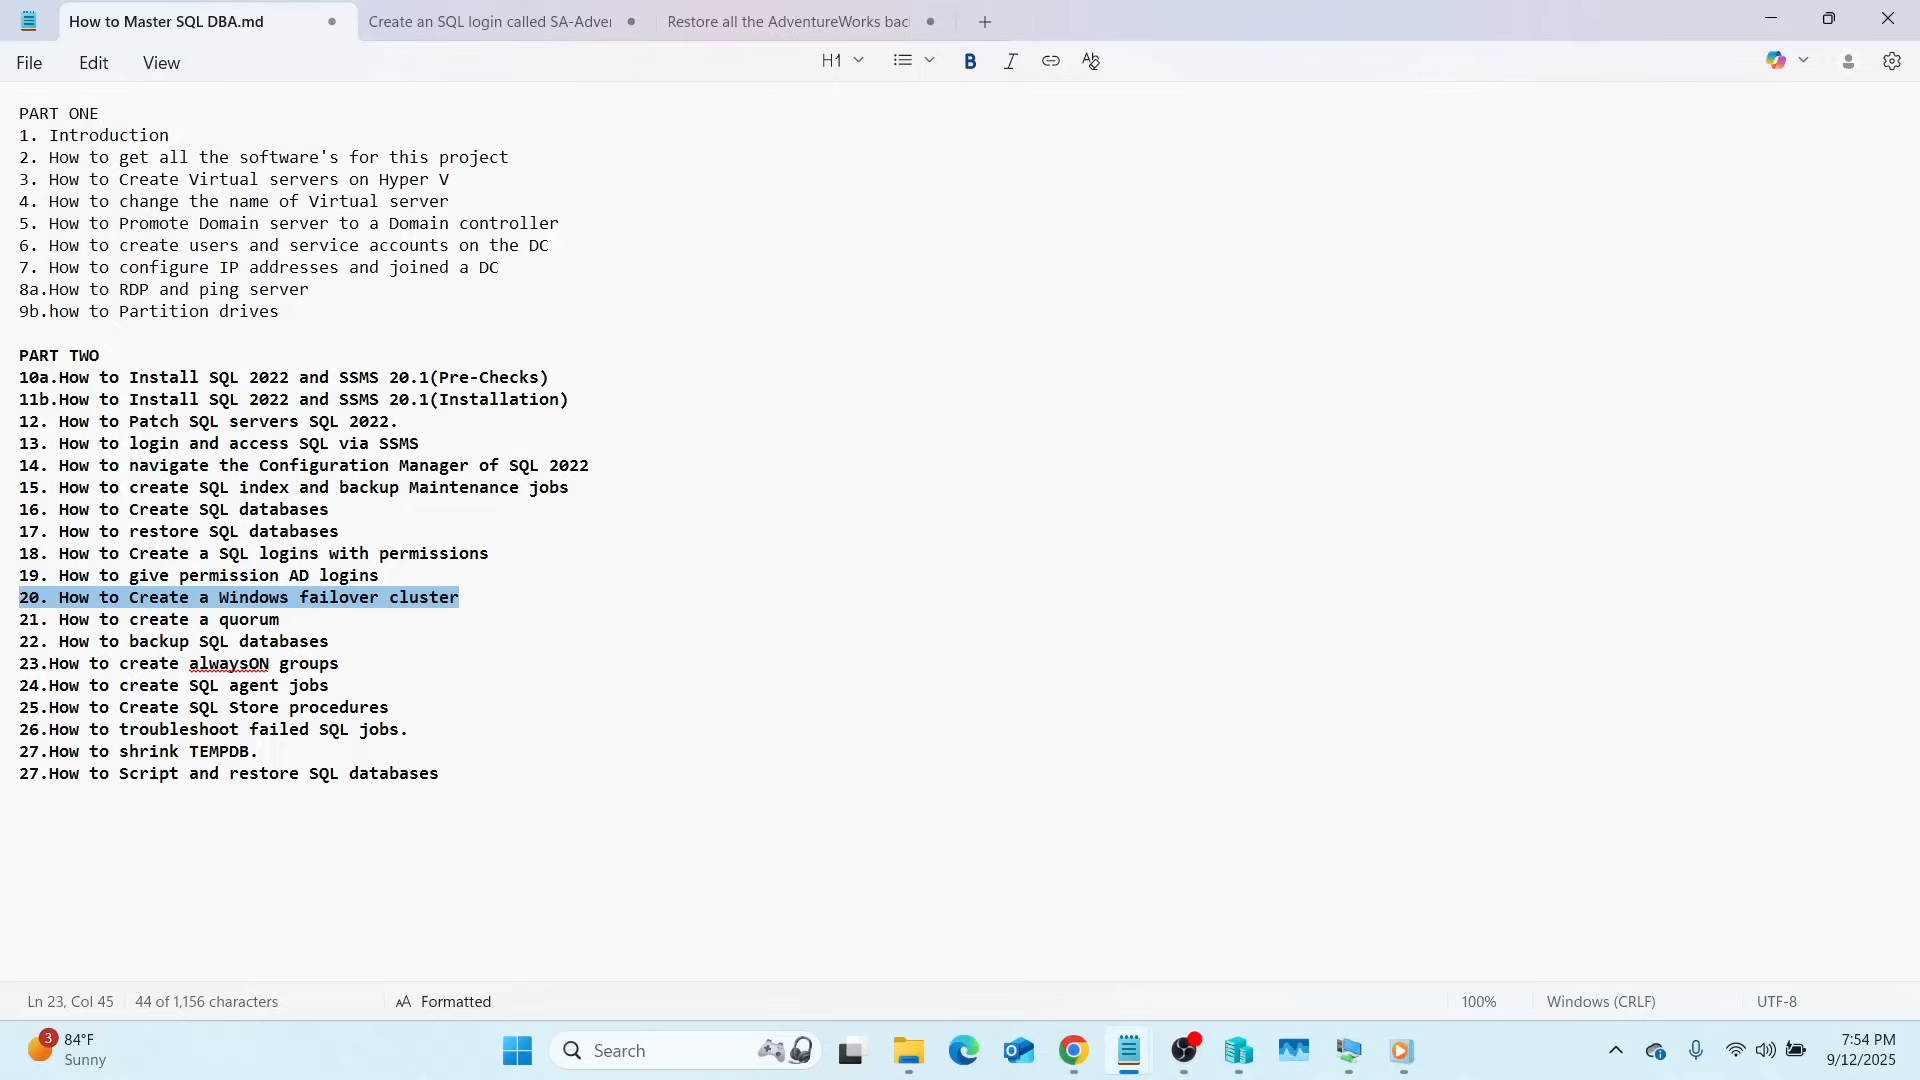 How to Master SQL DBA.md
Create an SQL login called SA-Adve
Restore all the AdventureWorks bac
File Edit View
H1
PART ONE
1. Introduction
2. How to get all the software's for this project
3. How to Create Virtual servers on Hyper V
4. How to change the name of Virtual server
5. How to Promote Domain server to a Domain controller
6. How to create users and service accounts on the DC
7. How to configure IP addresses and joined a DC
8a.How to RDP and ping server
9b.how to Partition drives
PART TWO
10a.How to Install SQL 2022 and SSMS 20.1(Pre-Checks)
11b.How to Install SQL 2022 and SSMS 20.1(Installation)
12. How to Patch SQL servers SQL 2022.
13. How to login and access SQL via SSMS
14. How to navigate the Configuration Manager of SQL 2022
15. How to create SQL index and backup Maintenance jobs
16. How to Create SQL databases
17. How to restore SQL databases
18. How to Create a SQL logins with permissions
19. How to give permission AD logins
20. How to Create a Windows failover cluster
21. How to create a quorum
22. How to backup SQL databases
23.How to create alwaysON groups
24.How to create SQL agent jobs
25.How to Create SQL Store procedures
26.How to troubleshoot failed SQL jobs.
27.How to shrink TEMPDB.
27.How to Script and restore SQL databases
Ln 23, Col 45 44 of 1,156 characters Formatted 100% Windows (CRLF) UTF-8
3
84°F
Sunny
Search
7:54 PM
9/12/2025